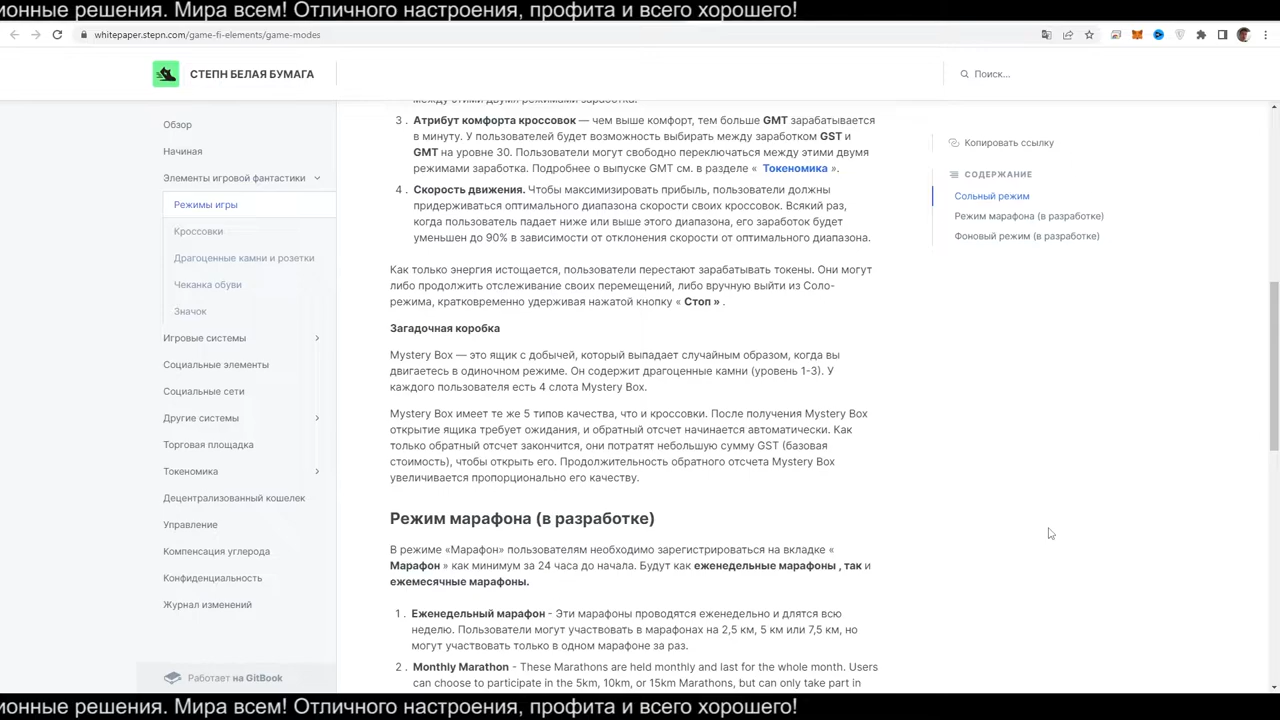 ионные решения. Мира всем! Отличного настроения, профита и всего хорошего!
whitepaper.stepn.com/game-fi-elements/game-modes
СТЕПН БЕЛАЯ БУМАГА
Поиск...
Обзор
Начиная
Элементы игровой фантастики
Режимы игры
Кроссовки
Драгоценные камни и розетки
Чеканка обуви
Значок
Игровые системы
Социальные элементы
Социальные сети
Другие системы
Торговая площадка
Токеномика
Децентрализованный кошелек
Управление
Компенсация углерода
Конфиденциальность
Журнал изменений
Работает на GitBook
между этими двумя режимами заработка.
3. Атрибут комфорта кроссовок — чем выше комфорт, тем больше GMT зарабатывается
в минуту. У пользователей будет возможность выбирать между заработком GST и
GMT на уровне 30. Пользователи могут свободно переключаться между этими двумя
режимами заработка. Подробнее о выпуске GMT см. в разделе « Токеномика ».
4. Скорость движения. Чтобы максимизировать прибыль, пользователи должны
придерживаться оптимального диапазона скорости своих кроссовок. Всякий раз,
когда пользователь падает ниже или выше этого диапазона, его заработок будет
уменьшен до 90% в зависимости от отклонения скорости от оптимального диапазона.
Как только энергия истощается, пользователи перестают зарабатывать токены. Они могут
либо продолжить отслеживание своих перемещений, либо вручную выйти из Соло-
режима, кратковременно удерживая нажатой кнопку « Стоп » .
Загадочная коробка
Mystery Box — это ящик с добычей, который выпадает случайным образом, когда вы
двигаетесь в одиночном режиме. Он содержит драгоценные камни (уровень 1-3). У
каждого пользователя есть 4 слота Mystery Box.
Mystery Box имеет те же 5 типов качества, что и кроссовки. После получения Mystery Box
открытие ящика требует ожидания, и обратный отсчет начинается автоматически. Как
только обратный отсчет закончится, они потратят небольшую сумму GST (базовая
стоимость), чтобы открыть его. Продолжительность обратного отсчета Mystery Box
увеличивается пропорционально его качеству.
Режим марафона (в разработке)
В режиме «Марафон» пользователям необходимо зарегистрироваться на вкладке «
Марафон » как минимум за 24 часа до начала. Будут как еженедельные марафоны , так и
ежемесячные марафоны.
1. Еженедельный марафон - Эти марафоны проводятся еженедельно и длятся всю
неделю. Пользователи могут участвовать в марафонах на 2,5 км, 5 км или 7,5 км, но
могут участвовать только в одном марафоне за раз.
2. Monthly Marathon - These Marathons are held monthly and last for the whole month. Users
can choose to participate in the 5km, 10km, or 15km Marathons, but can only take part in
Копировать ссылку
СОДЕРЖАНИЕ
Сольный режим
Режим марафона (в разработке)
Фоновый режим (в разработке)
ионные решения. Мира всем! Отличного настроения, профита и всего хорошего!